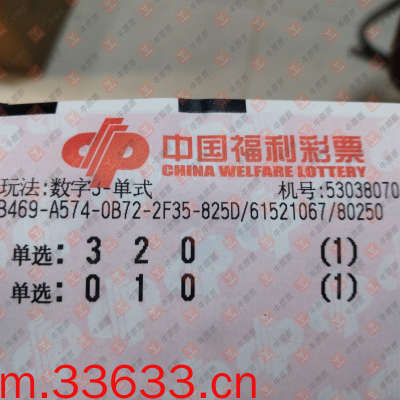 中国福利彩票
CHINA WELFARE LOTTERY
玩法:数字3-单式 机号:53038070
B469-A574-0B72-2F35-825D/61521067/80250
单选: 3 2 0 (1)
单选: 0 1 0 (1)
m.33633.cn